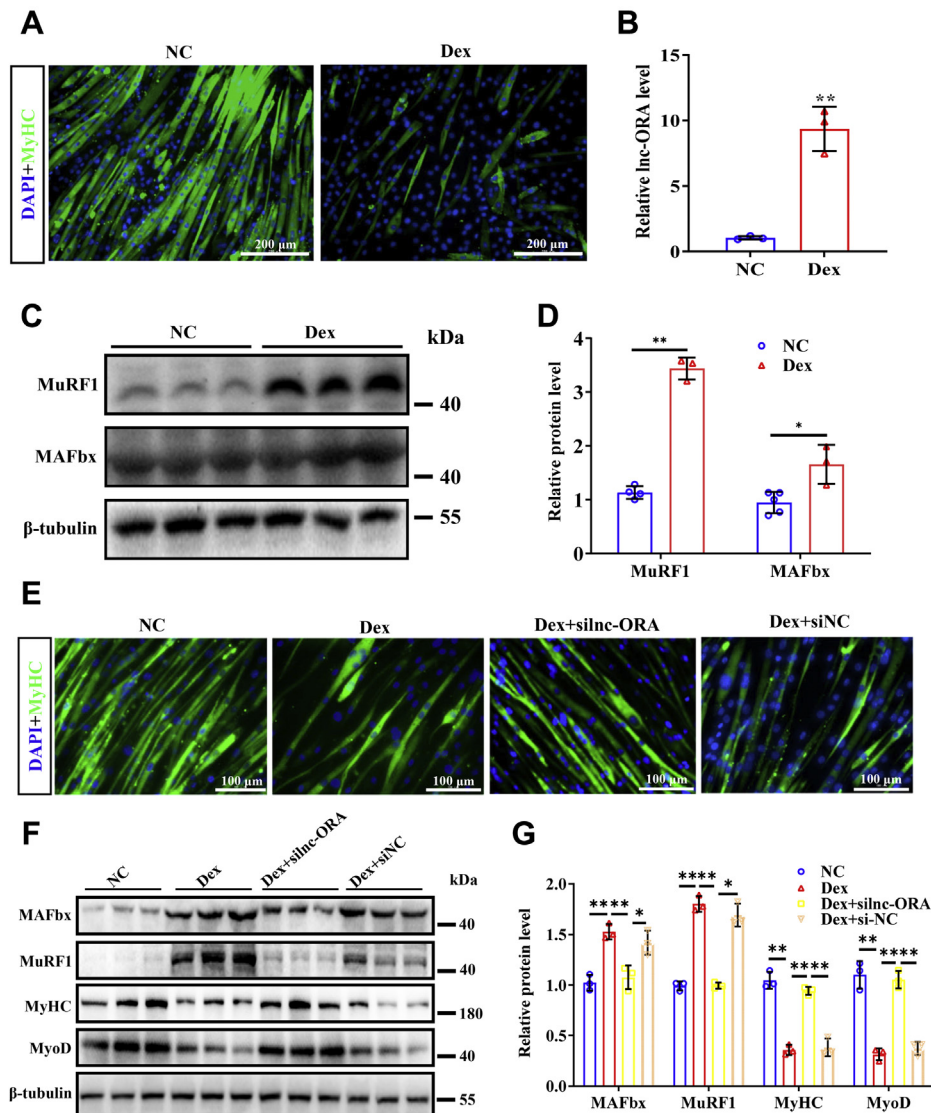 A
NC
Dex
DAPI+MyHC
200 μm
200 μm
B
Relative lnc-ORA level
15
10
5
0
**
NC
Dex
C
NC
Dex
kDa
MuRF1
40
MAFbx
40
β-tubulin
55
D
Relative protein level
4
3
2
1
0
**
*
NC
Dex
MuRF1
MAFbx
E
NC
Dex
Dex+silnc-ORA
Dex+siNC
DAPI+MyHC
100 μm
100 μm
100 μm
100 μm
F
NC
Dex
Dex+silnc-ORA
Dex+siNC
kDa
MAFbx
40
MuRF1
40
MyHC
180
MyoD
40
β-tubulin
55
G
Relative protein level
2.0
1.5
1.0
0.5
0.0
NC
Dex
Dex+silnc-ORA
Dex+si-NC
**** *
**** *
** ****
** ****
MAFbx
MuRF1
MyHC
MyoD